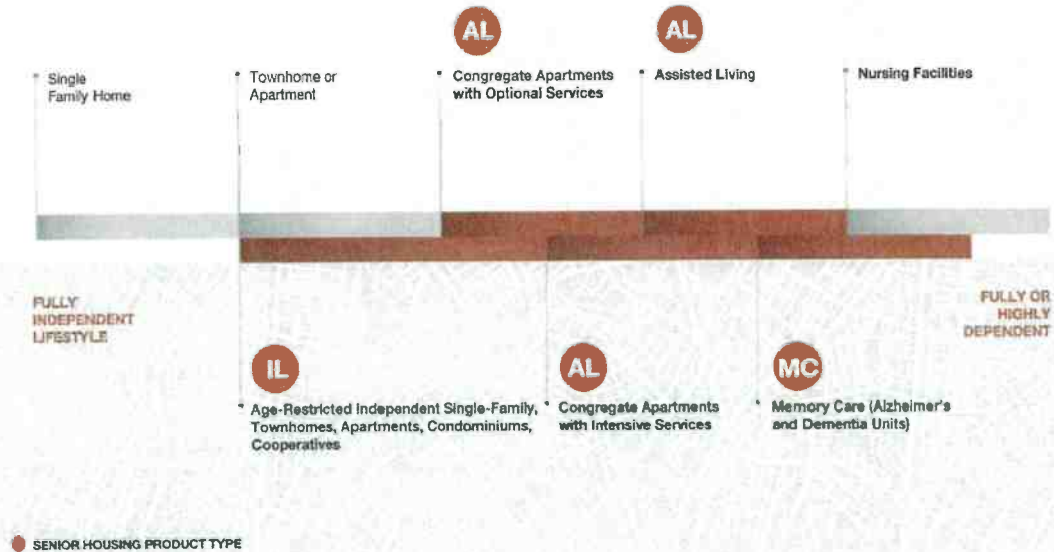 AL
AL
Single
Family Home
Townhome or
Apartment
Congregate Apartments
with Optional Services
Assisted Living
Nursing Facilities
FULLY
INDEPENDENT
LIFESTYLE
FULLY OR
HIGHLY
DEPENDENT
IL
AL
MC
Age-Restricted Independent Single-Family,
Townhomes, Apartments, Condominiums,
Cooperatives
Congregate Apartments
with Intensive Services
Memory Care (Alzheimer's
and Dementia Units)
SENIOR HOUSING PRODUCT TYPE